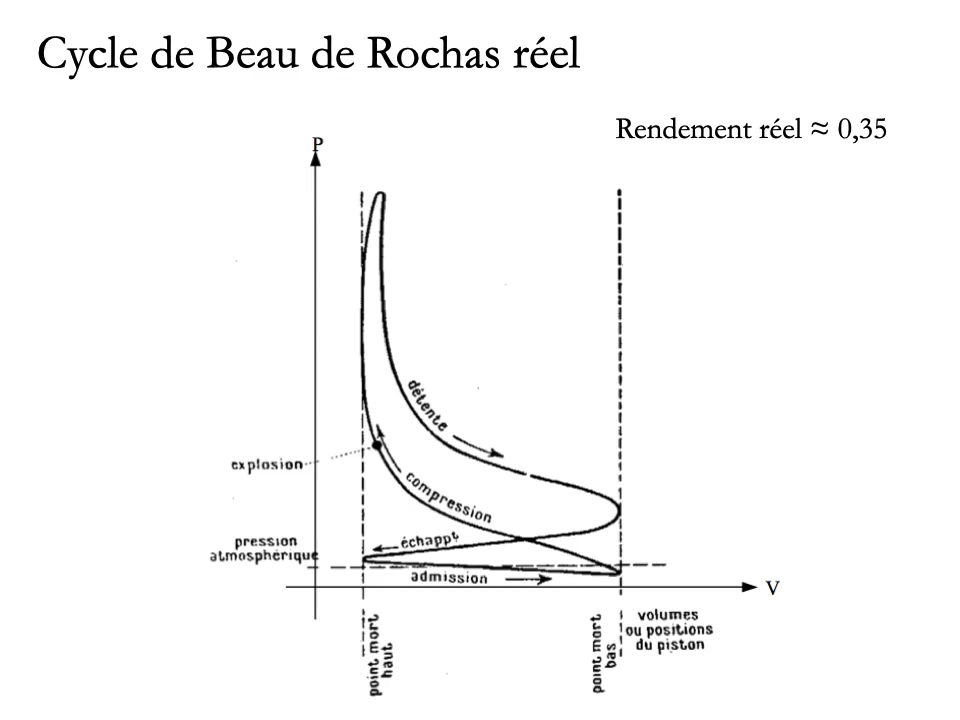 Cycle de Beau de Rochas réel
Rendement réel ≈ 0,35
P
détente
explosion
compression
pression
atmosphérique
échappt
admission
V
point mort
haut
point mort
bas
volumes
ou positions
du piston